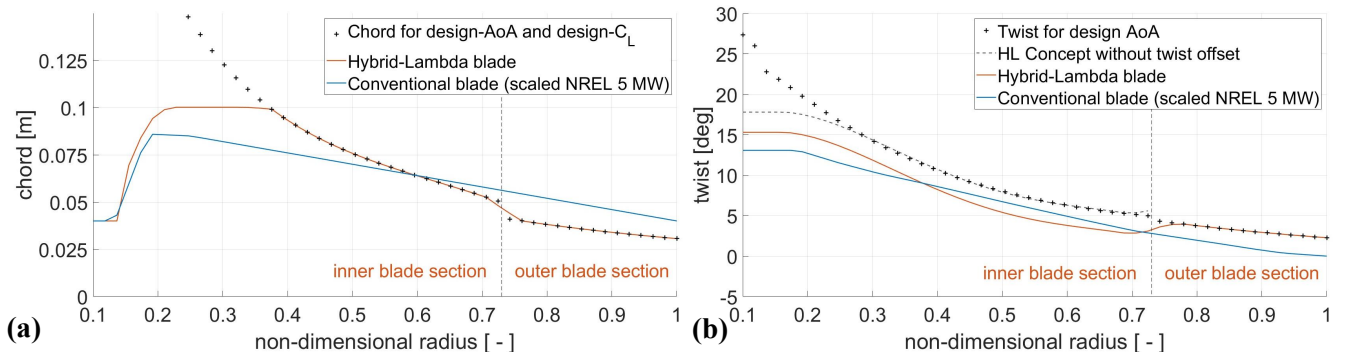 0.125
0.1
0.075
0.05
0.025
0
chord [m]
Chord for design-AoA and design-C_L
Hybrid-Lambda blade
Conventional blade (scaled NREL 5 MW)
inner blade section
outer blade section
0.1 0.2 0.3 0.4 0.5 0.6 0.7 0.8 0.9 1
non-dimensional radius [ - ]
(a)
30
25
20
15
10
5
0
-5
twist [deg]
Twist for design AoA
HL Concept without twist offset
Hybrid-Lambda blade
Conventional blade (scaled NREL 5 MW)
inner blade section
outer blade section
0.1 0.2 0.3 0.4 0.5 0.6 0.7 0.8 0.9 1
non-dimensional radius [ - ]
(b)